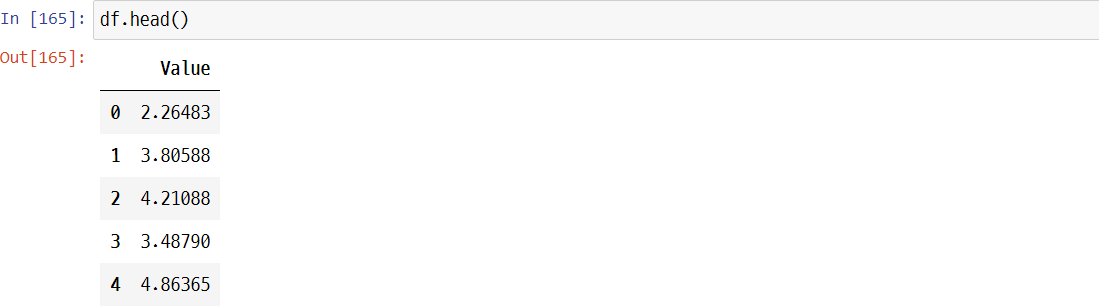 In [165]: df.head()
Out[165]:
Value
0 2.26483
1 3.80588
2 4.21088
3 3.48790
4 4.86365